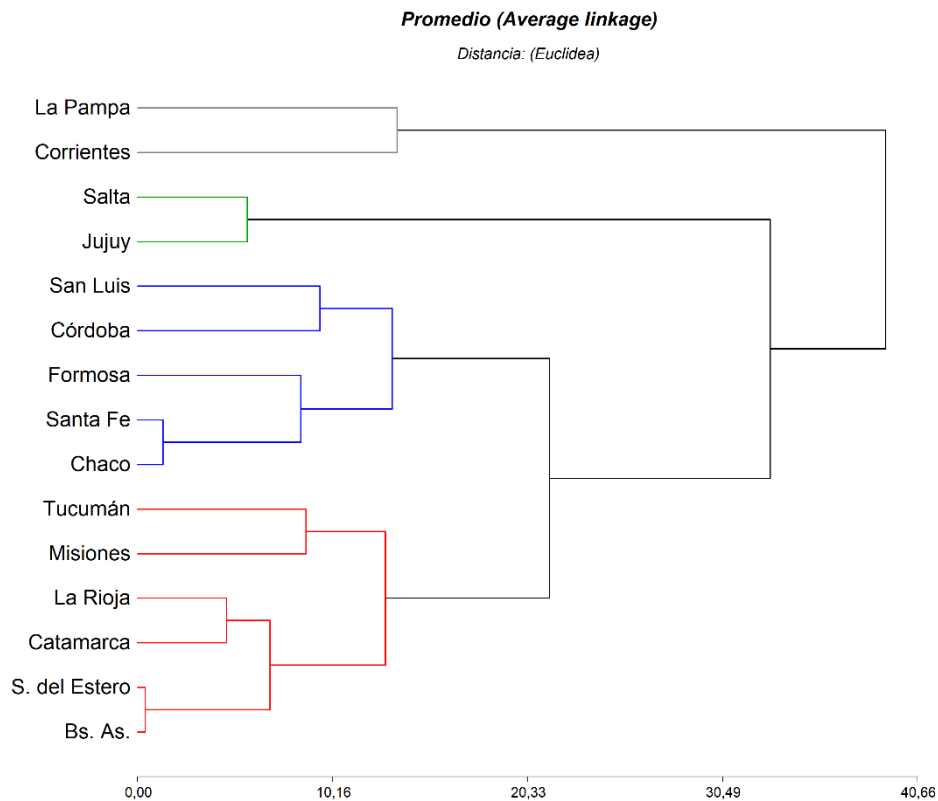 Promedio (Average linkage)
Distancia: (Euclidea)
La Pampa
Corrientes
Salta
Jujuy
San Luis
Córdoba
Formosa
Santa Fe
Chaco
Tucumán
Misiones
La Rioja
Catamarca
S. del Estero
Bs. As.
0,00 10,16 20,33 30,49 40,66